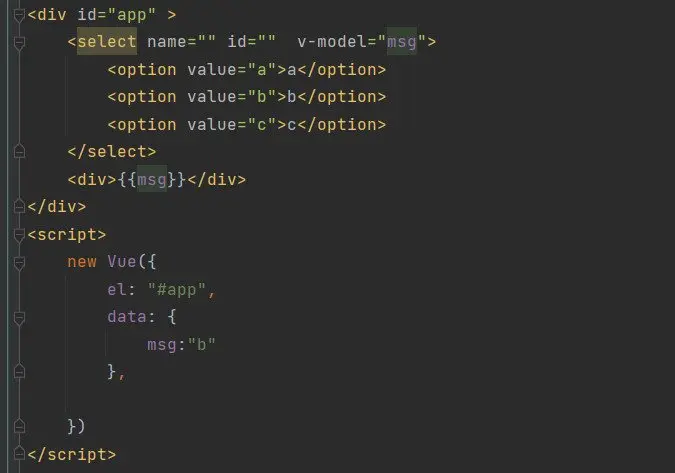 <div id="app" >
    <select name="" id=""  v-model="msg">
        <option value="a">a</option>
        <option value="b">b</option>
        <option value="c">c</option>
    </select>
    <div>{{msg}}</div>
</div>
<script>
    new Vue({
        el: "#app",
        data: {
            msg:"b"
        },

    })
</script>